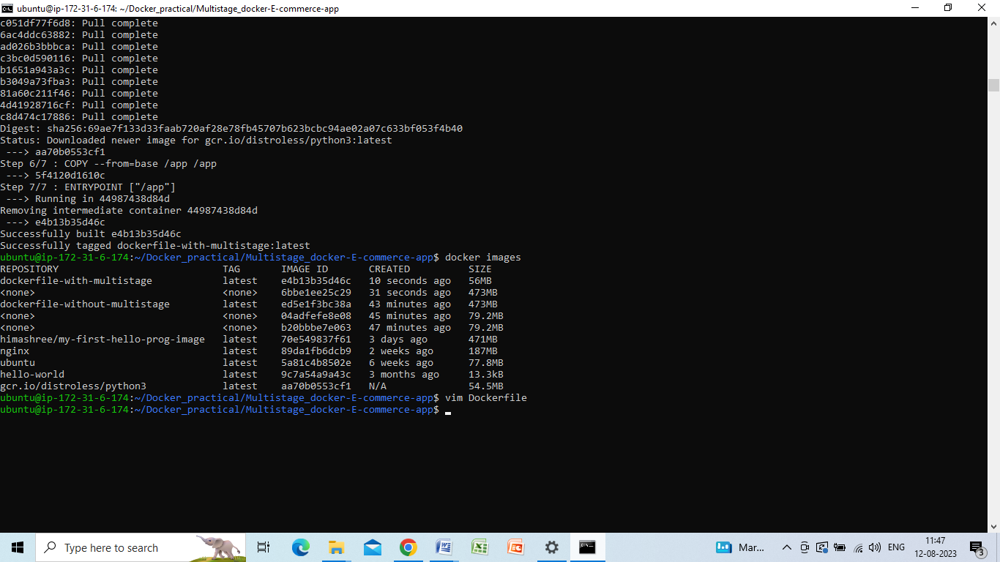 ubuntu@ip-172-31-6-174: ~/Docker_practical/Multistage_docker-E-commerce-app
c051df77f6d8: Pull complete
6ac4ddc63882: Pull complete
ad026b3bbbca: Pull complete
c3bc0d590116: Pull complete
b1651a943a3c: Pull complete
b3049a73fba3: Pull complete
81a60c211f46: Pull complete
4d41928716cf: Pull complete
c8d474c17886: Pull complete
Digest: sha256:69ae7f133d33faab720af28e78fb45707b623bcbc94ae02a07c633bf053f4b40
Status: Downloaded newer image for gcr.io/distroless/python3:latest
 ---> aa70b0553cf1
Step 6/7 : COPY --from=base /app /app
 ---> 5f4120d1610c
Step 7/7 : ENTRYPOINT ["/app"]
 ---> Running in 44987438d84d
Removing intermediate container 44987438d84d
 ---> e4b13b35d46c
Successfully built e4b13b35d46c
Successfully tagged dockerfile-with-multistage:latest
ubuntu@ip-172-31-6-174:~/Docker_practical/Multistage_docker-E-commerce-app$ docker images
REPOSITORY                            TAG       IMAGE ID       CREATED          SIZE
dockerfile-with-multistage            latest    e4b13b35d46c   10 seconds ago   56MB
<none>                                <none>    6bbe1ee25c29   31 seconds ago   473MB
dockerfile-without-multistage         latest    ed5e1f3bc38a   43 minutes ago   473MB
<none>                                <none>    04adfefe8e08   45 minutes ago   79.2MB
<none>                                <none>    b20bbbe7e063   47 minutes ago   79.2MB
himashree/my-first-hello-prog-image   latest    70e549837f61   3 days ago       471MB
nginx                                 latest    89da1fb6dcb9   2 weeks ago      187MB
ubuntu                                latest    5a81c4b8502e   6 weeks ago      77.8MB
hello-world                           latest    9c7a54a9a43c   3 months ago     13.3kB
gcr.io/distroless/python3             latest    aa70b0553cf1   N/A              54.5MB
ubuntu@ip-172-31-6-174:~/Docker_practical/Multistage_docker-E-commerce-app$ vim Dockerfile
ubuntu@ip-172-31-6-174:~/Docker_practical/Multistage_docker-E-commerce-app$
Type here to search
Mar...
ENG
11:47
12-08-2023
3